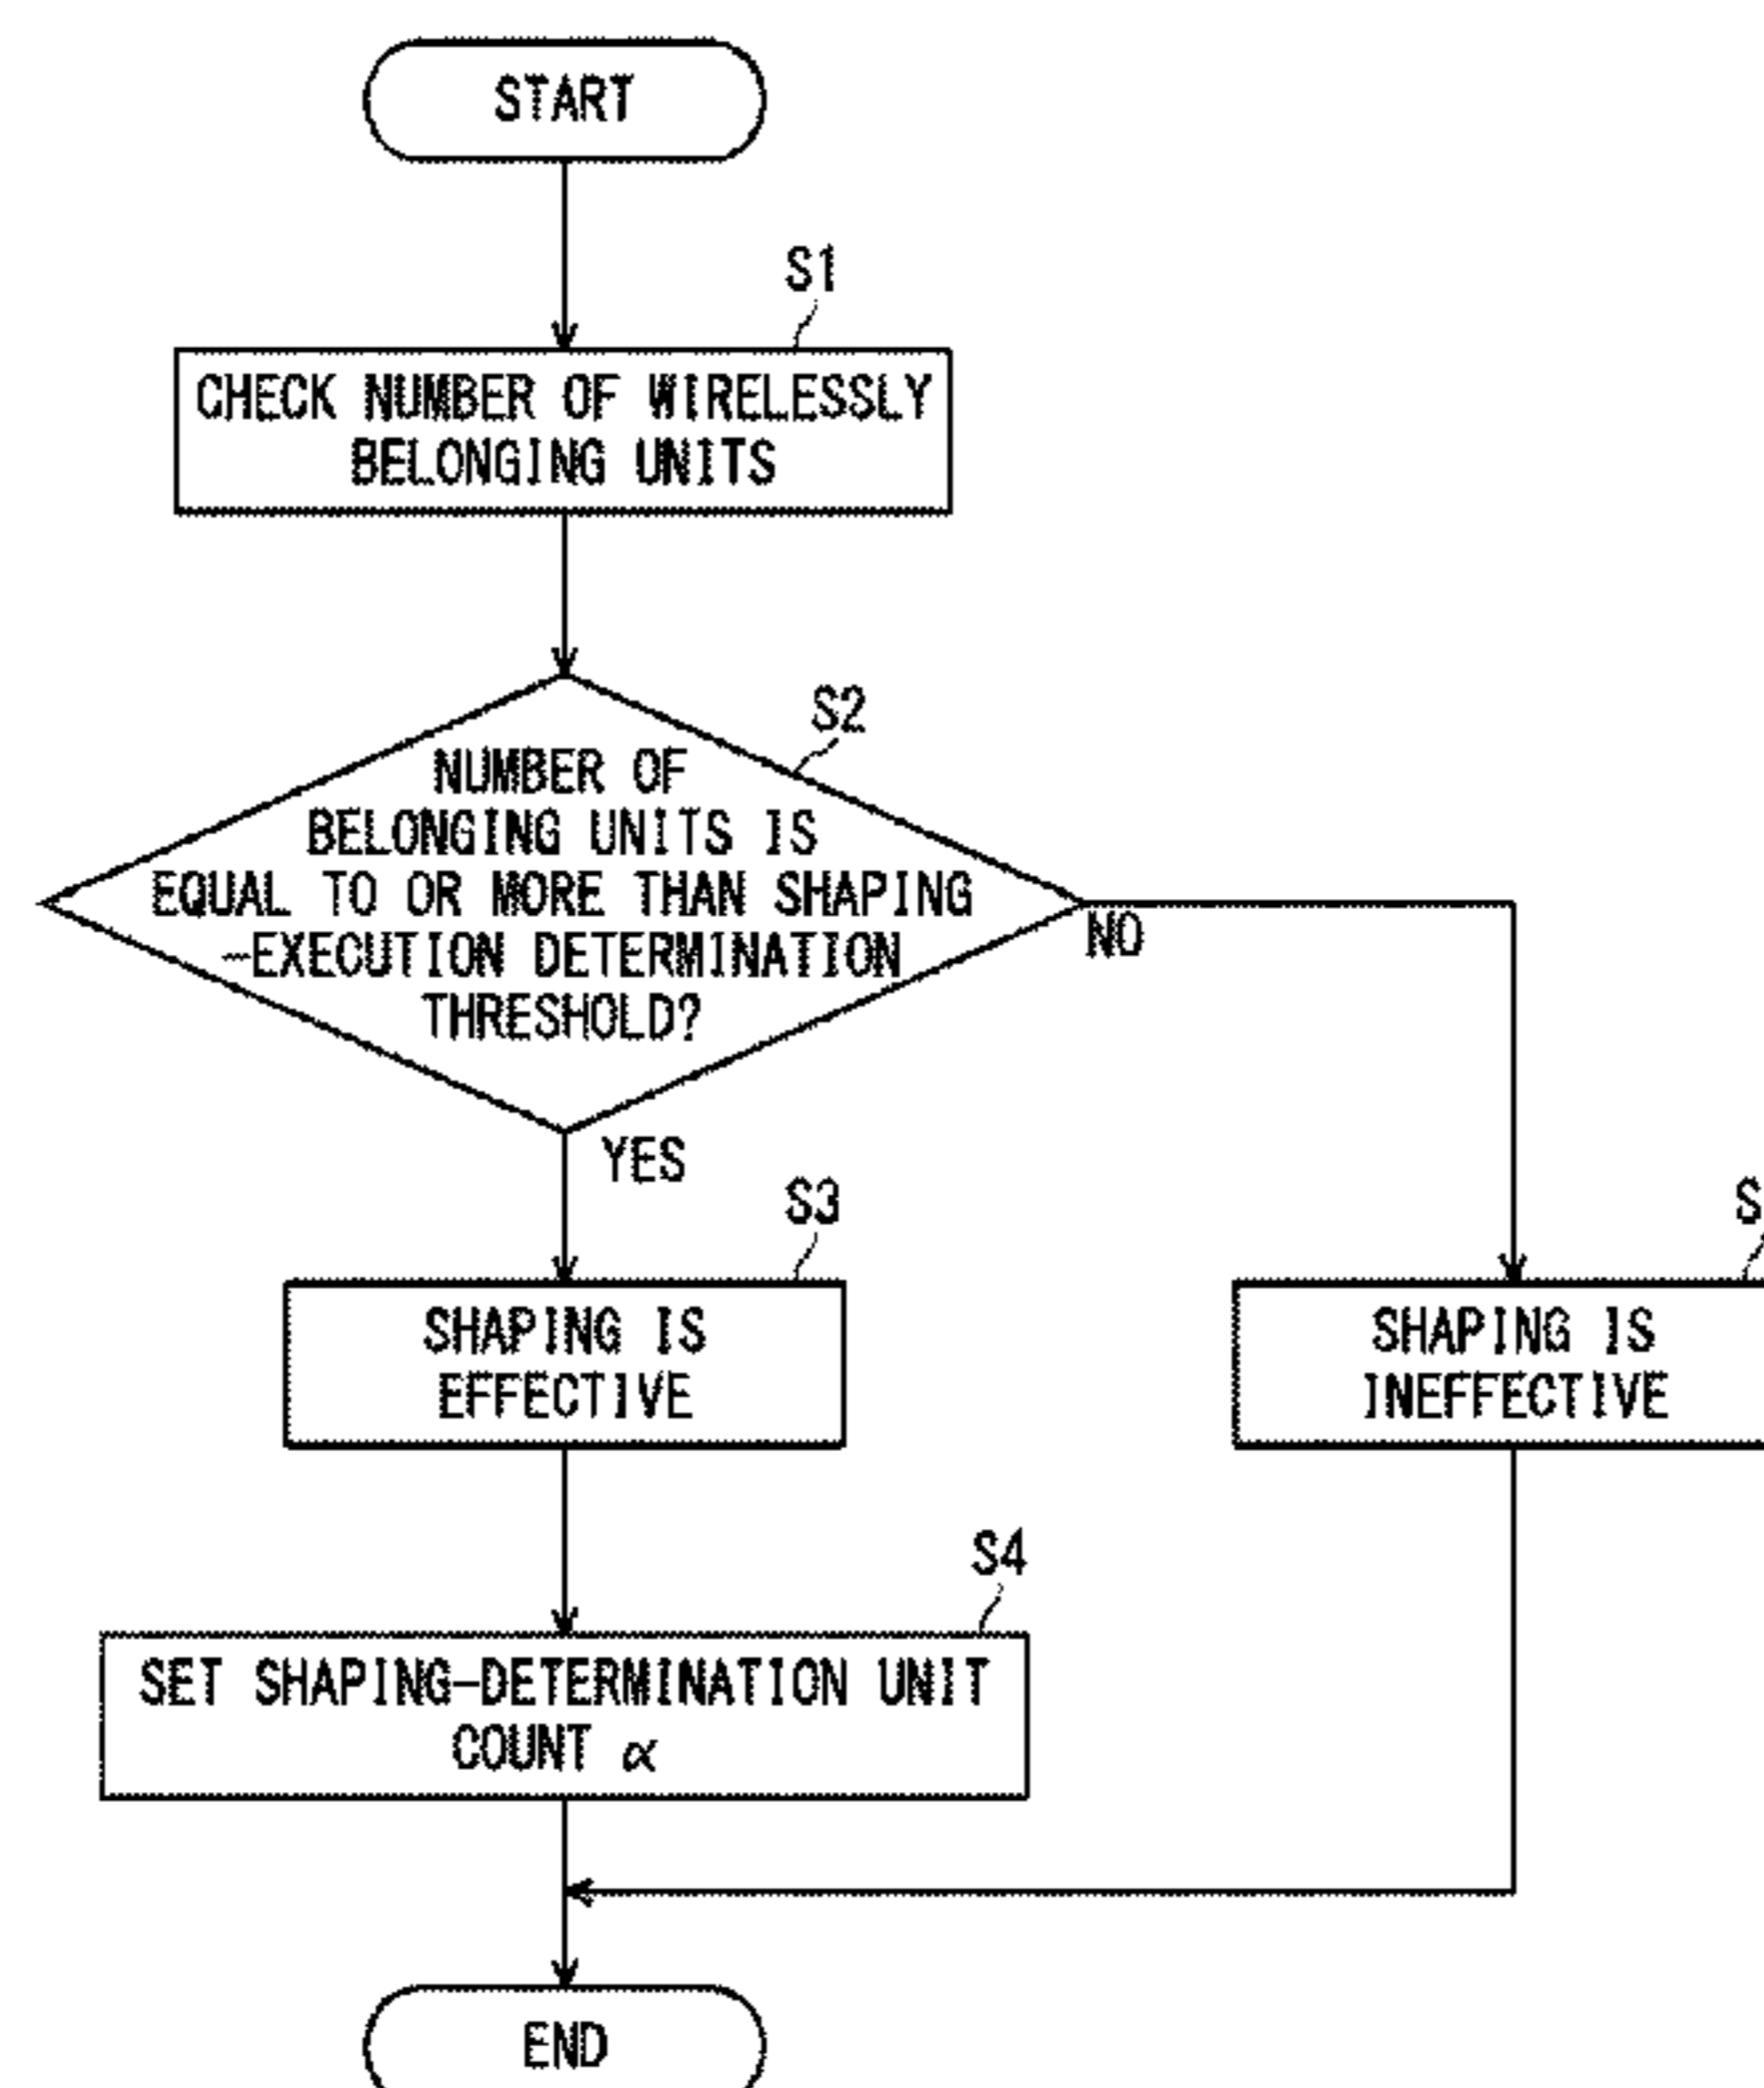 START
S1
CHECK NUMBER OF WIRELESSLY
BELONGING UNITS
S2
NUMBER OF
BELONGING UNITS IS
EQUAL TO OR MORE THAN SHAPING
-EXECUTION DETERMINATION
THRESHOLD?
NO
YES
S3
SHAPING IS
EFFECTIVE
S
SHAPING IS
INEFFECTIVE
S4
SET SHAPING-DETERMINATION UNIT
COUNT α
END